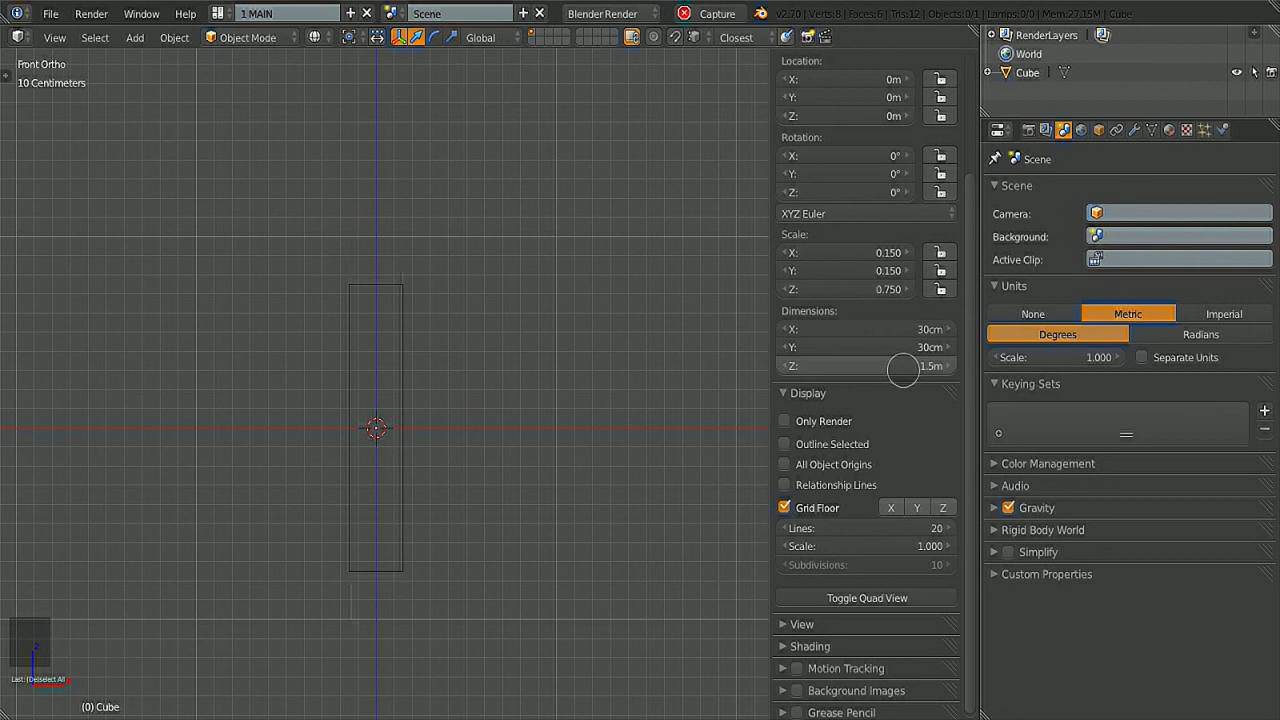 File Render Window Help 1 MAIN Scene Blender Render Capture v2.70 | Verts:8 | Faces:6 | Tris:12 | Objects:0/1 | Lamps:0/0 | Mem:27.15M | Cube
View Select Add Object Object Mode Global Closest
Front Ortho
10 Centimeters
(0) Cube
Last: (Deselect All
z
Location:
X: 0m
Y: 0m
Z: 0m
Rotation:
X: 0°
Y: 0°
Z: 0°
XYZ Euler
Scale:
X: 0.150
Y: 0.150
Z: 0.750
Dimensions:
X: 30cm
Y: 30cm
Z: 1.5m
Display
Only Render
Outline Selected
All Object Origins
Relationship Lines
Grid Floor X Y Z
Lines: 20
Scale: 1.000
Subdivisions: 10
Toggle Quad View
View
Shading
Motion Tracking
Background Images
Grease Pencil
RenderLayers
World
Cube
Scene
Scene
Camera:
Background:
Active Clip:
Units
None Metric Imperial
Degrees Radians
Scale: 1.000 Separate Units
Keying Sets
Color Management
Audio
Gravity
Rigid Body World
Simplify
Custom Properties